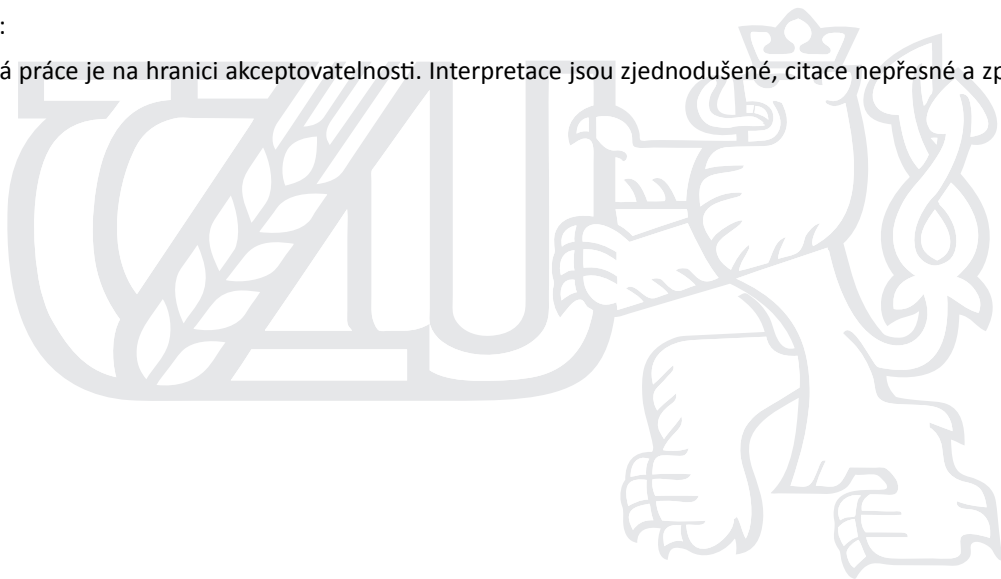 :
á práce je na hranici akceptovatelnosti. Interpretace jsou zjednodušené, citace nepřesné a zp